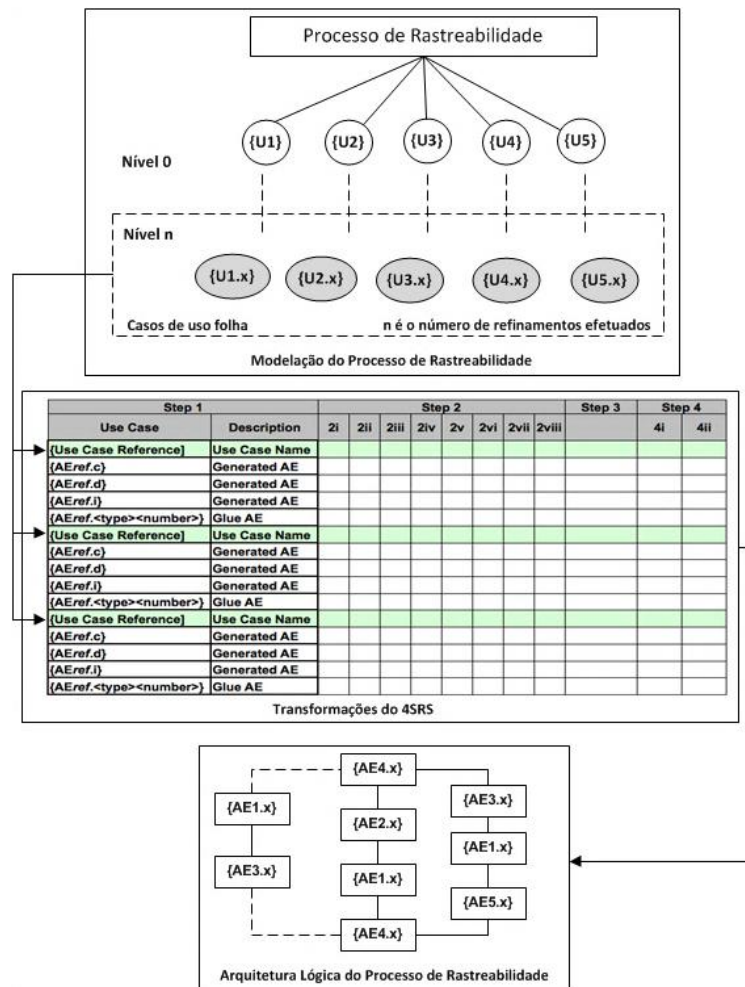 Processo de Rastreabilidade
{U1} {U2} {U3} {U4} {U5}
Nível 0
Nível n
{U1.x} {U2.x} {U3.x} {U4.x} {U5.x}
Casos de uso folha n é o número de refinamentos efetuados
Modelação do Processo de Rastreabilidade
Step 1 Step 2 Step 3 Step 4
Use Case Description 2i 2ii 2iii 2iv 2v 2vi 2vii 2viii 4i 4ii
{Use Case Reference] Use Case Name
{AEref.c} Generated AE
{AEref.d} Generated AE
{AEref.i} Generated AE
{AEref.<type><number>} Glue AE
{Use Case Reference] Use Case Name
{AEref.c} Generated AE
{AEref.d} Generated AE
{AEref.i} Generated AE
{AEref.<type><number>} Glue AE
{Use Case Reference] Use Case Name
{AEref.c} Generated AE
{AEref.d} Generated AE
{AEref.i} Generated AE
{AEref.<type><number>} Glue AE
Transformações do 4SRS
{AE4.x}
{AE1.x} {AE2.x} {AE3.x}
{AE1.x}
{AE3.x} {AE1.x} {AE5.x}
{AE4.x}
Arquitetura Lógica do Processo de Rastreabilidade